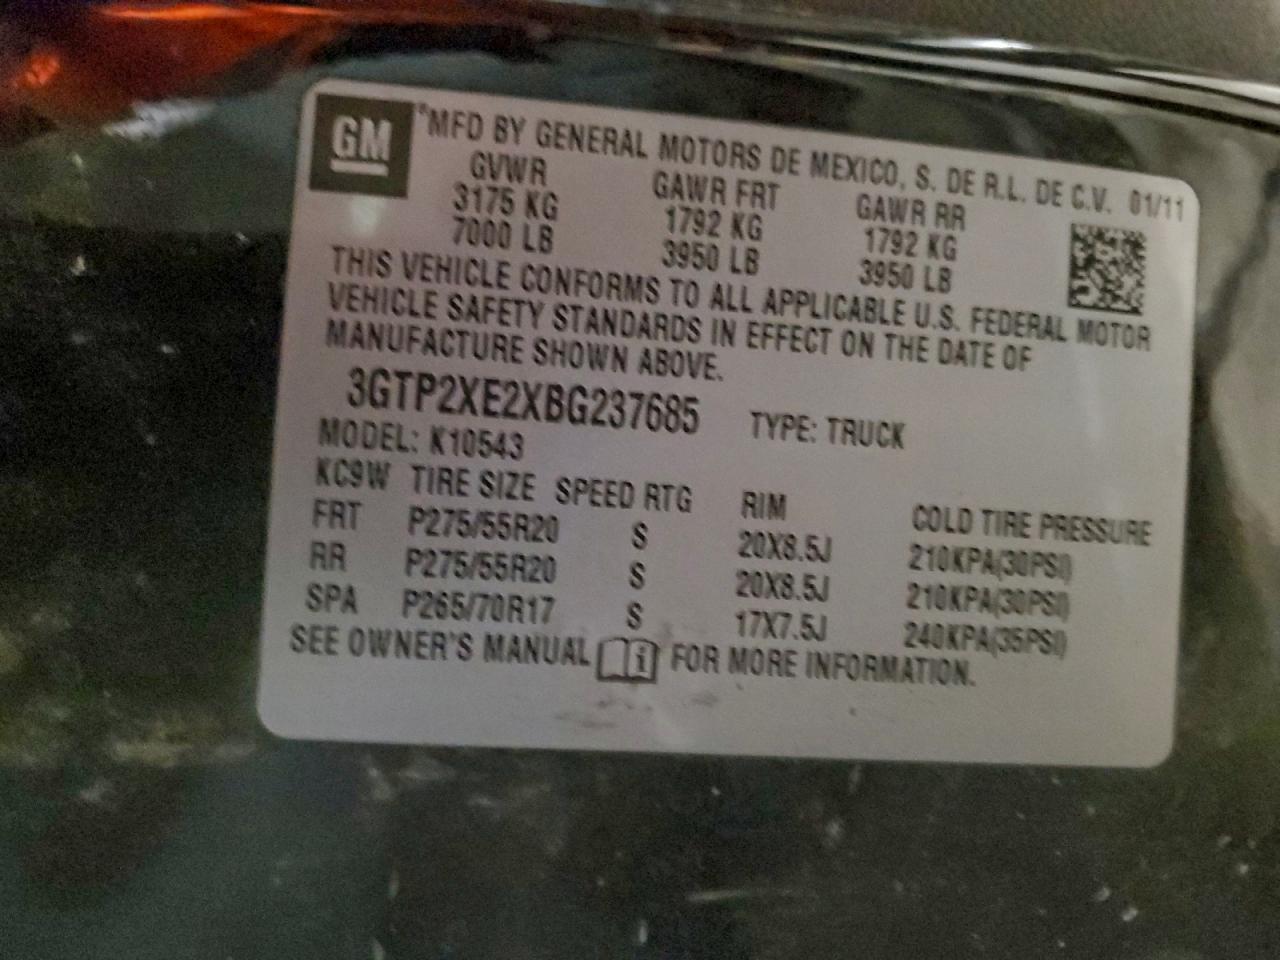 GM
"MFD BY GENERAL MOTORS DE MEXICO, S. DE R.L. DE C.V. 01/11
GVWR GAWR FRT GAWR RR
3175 KG 1792 KG 1792 KG
7000 LB 3950 LB 3950 LB
THIS VEHICLE CONFORMS TO ALL APPLICABLE U.S. FEDERAL MOTOR
VEHICLE SAFETY STANDARDS IN EFFECT ON THE DATE OF
MANUFACTURE SHOWN ABOVE.
3GTP2XE2XBG237685 TYPE: TRUCK
MODEL: K10543
KC9W TIRE SIZE SPEED RTG RIM COLD TIRE PRESSURE
FRT P275/55R20 S 20X8.5J 210KPA(30PSI)
RR P275/55R20 S 20X8.5J 210KPA(30PSI)
SPA P265/70R17 S 17X7.5J 240KPA(35PSI)
SEE OWNER'S MANUAL i FOR MORE INFORMATION.